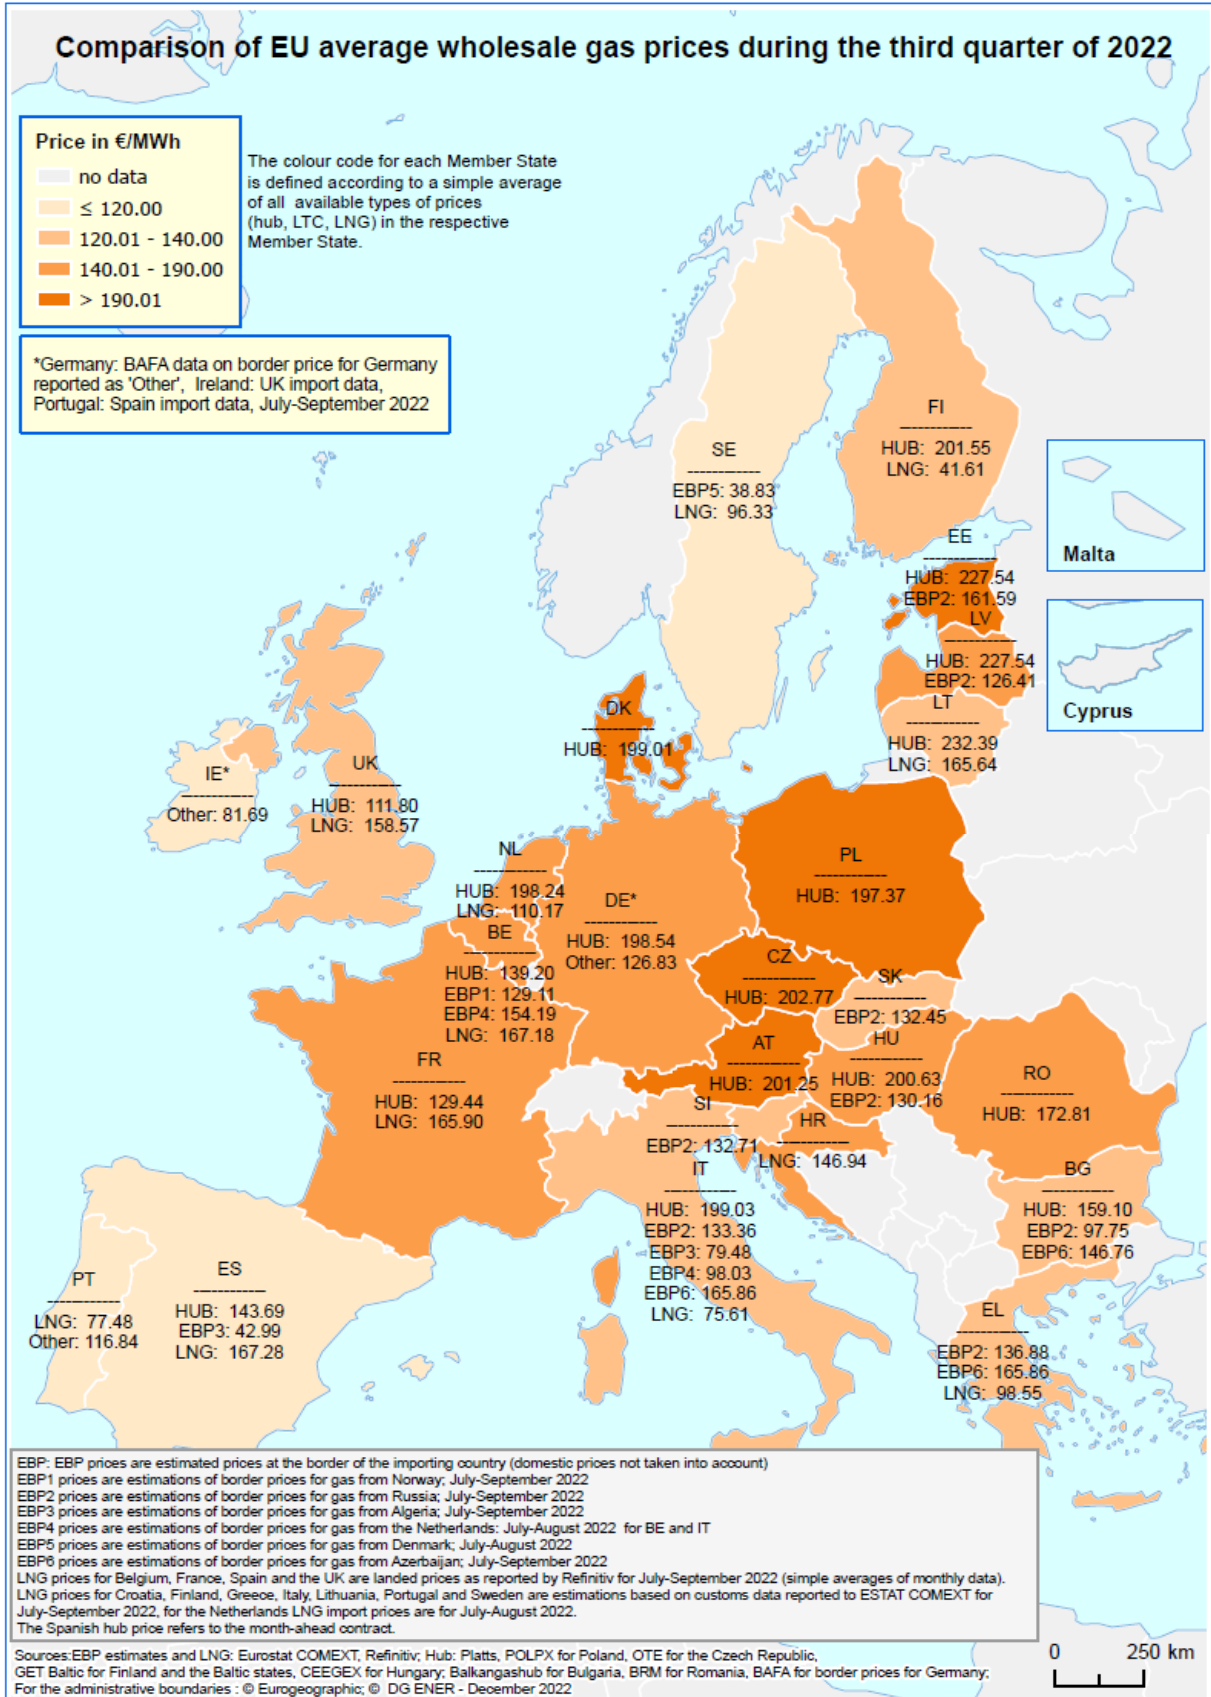 Comparison of EU average wholesale gas prices during the third quarter of 2022
Price in €/MWh
no data
≤ 120.00
120.01 - 140.00
140.01 - 190.00
> 190.01
The colour code for each Member State
is defined according to a simple average
of all available types of prices
(hub, LTC, LNG) in the respective
Member State.
*Germany: BAFA data on border price for Germany
reported as 'Other', Ireland: UK import data,
Portugal: Spain import data, July-September 2022
FI
HUB: 201.55
LNG: 41.61
SE
EBP5: 38.83
LNG: 96.33
Malta
EE
HUB: 227.54
EBP2: 161.59
LV
HUB: 227.54
EBP2: 126.41
Cyprus
LT
HUB: 232.39
LNG: 165.64
DK
HUB: 199.01
IE*
Other: 81.69
UK
HUB: 111.80
LNG: 158.57
NL
HUB: 198.24
LNG: 110.17
PL
HUB: 197.37
DE*
HUB: 198.54
Other: 126.83
BE
HUB: 139.20
EBP1: 129.11
EBP4: 154.19
LNG: 167.18
CZ
HUB: 202.77
SK
EBP2: 132.45
FR
HUB: 129.44
LNG: 165.90
AT
HUB: 201.25
HU
HUB: 200.63
EBP2: 130.16
RO
HUB: 172.81
SI
EBP2: 132.71
HR
LNG: 146.94
IT
HUB: 199.03
EBP2: 133.36
EBP3: 79.48
EBP4: 98.03
EBP6: 165.86
LNG: 75.61
BG
HUB: 159.10
EBP2: 97.75
EBP6: 146.76
PT
LNG: 77.48
Other: 116.84
ES
HUB: 143.69
EBP3: 42.99
LNG: 167.28
EL
EBP2: 136.88
EBP6: 165.86
LNG: 98.55
EBP: EBP prices are estimated prices at the border of the importing country (domestic prices not taken into account)
EBP1 prices are estimations of border prices for gas from Norway; July-September 2022
EBP2 prices are estimations of border prices for gas from Russia; July-September 2022
EBP3 prices are estimations of border prices for gas from Algeria; July-September 2022
EBP4 prices are estimations of border prices for gas from the Netherlands: July-August 2022 for BE and IT
EBP5 prices are estimations of border prices for gas from Denmark; July-August 2022
EBP6 prices are estimations of border prices for gas from Azerbaijan; July-September 2022
LNG prices for Belgium, France, Spain and the UK are landed prices as reported by Refinitiv for July-September 2022 (simple averages of monthly data).
LNG prices for Croatia, Finland, Greece, Italy, Lithuania, Portugal and Sweden are estimations based on customs data reported to ESTAT COMEXT for
July-September 2022, for the Netherlands LNG import prices are for July-August 2022.
The Spanish hub price refers to the month-ahead contract.
Sources:EBP estimates and LNG: Eurostat COMEXT, Refinitiv; Hub: Platts, POLPX for Poland, OTE for the Czech Republic,
GET Baltic for Finland and the Baltic states, CEEGEX for Hungary; Balkangashub for Bulgaria, BRM for Romania, BAFA for border prices for Germany;
For the administrative boundaries : © Eurogeographic; © DG ENER - December 2022
0 250 km